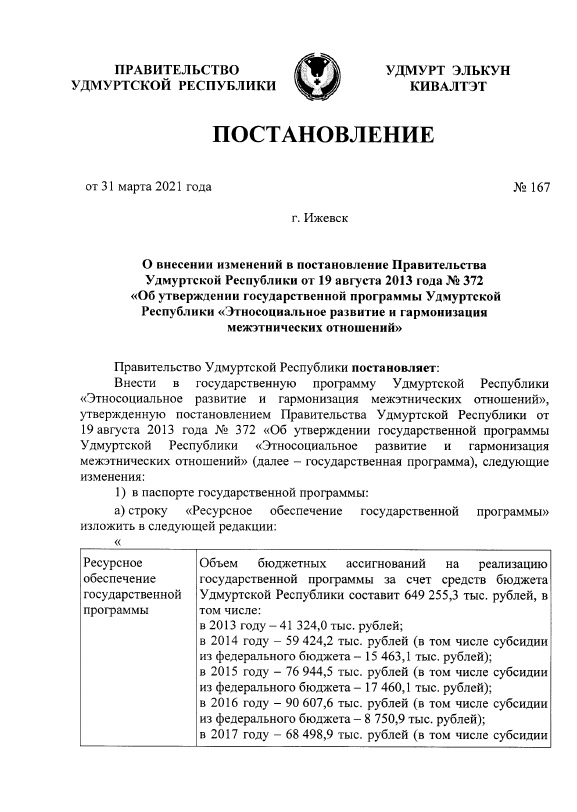 ПРАВИТЕЛЬСТВО
УДМУРТСКОЙ РЕСПУБЛИКИ
УДМУРТ ЭЛЬКУН
КИВАЛТЭТ
ПОСТАНОВЛЕНИЕ
от 31 марта 2021 года
№ 167
г. Ижевск
О внесении изменений в постановление Правительства
Удмуртской Республики от 19 августа 2013 года № 372
«Об утверждении государственной программы Удмуртской
Республики «Этносоциальное развитие и гармонизация
межэтнических отношений»
Правительство Удмуртской Республики постановляет:
Внести в государственную программу Удмуртской Республики
«Этносоциальное развитие и гармонизация межэтнических отношений»,
утвержденную постановлением Правительства Удмуртской Республики от
19 августа 2013 года № 372 «Об утверждении государственной программы
Удмуртской Республики «Этносоциальное развитие и гармонизация
межэтнических отношений» (далее – государственная программа), следующие
изменения:
1) в паспорте государственной программы:
а) строку «Ресурсное обеспечение государственной программы»
изложить в следующей редакции:
«
Ресурсное
обеспечение
государственной
программы
Объем бюджетных ассигнований на реализацию
государственной программы за счет средств бюджета
Удмуртской Республики составит 649 255,3 тыс. рублей, в
том числе:
в 2013 году – 41 324,0 тыс. рублей;
в 2014 году – 59 424,2 тыс. рублей (в том числе субсидии
из федерального бюджета – 15 463,1 тыс. рублей);
в 2015 году – 76 944,5 тыс. рублей (в том числе субсидии
из федерального бюджета – 17 460,1 тыс. рублей);
в 2016 году – 90 607,6 тыс. рублей (в том числе субсидии
из федерального бюджета – 8 750,9 тыс. рублей);
в 2017 году – 68 498,9 тыс. рублей (в том числе субсидии